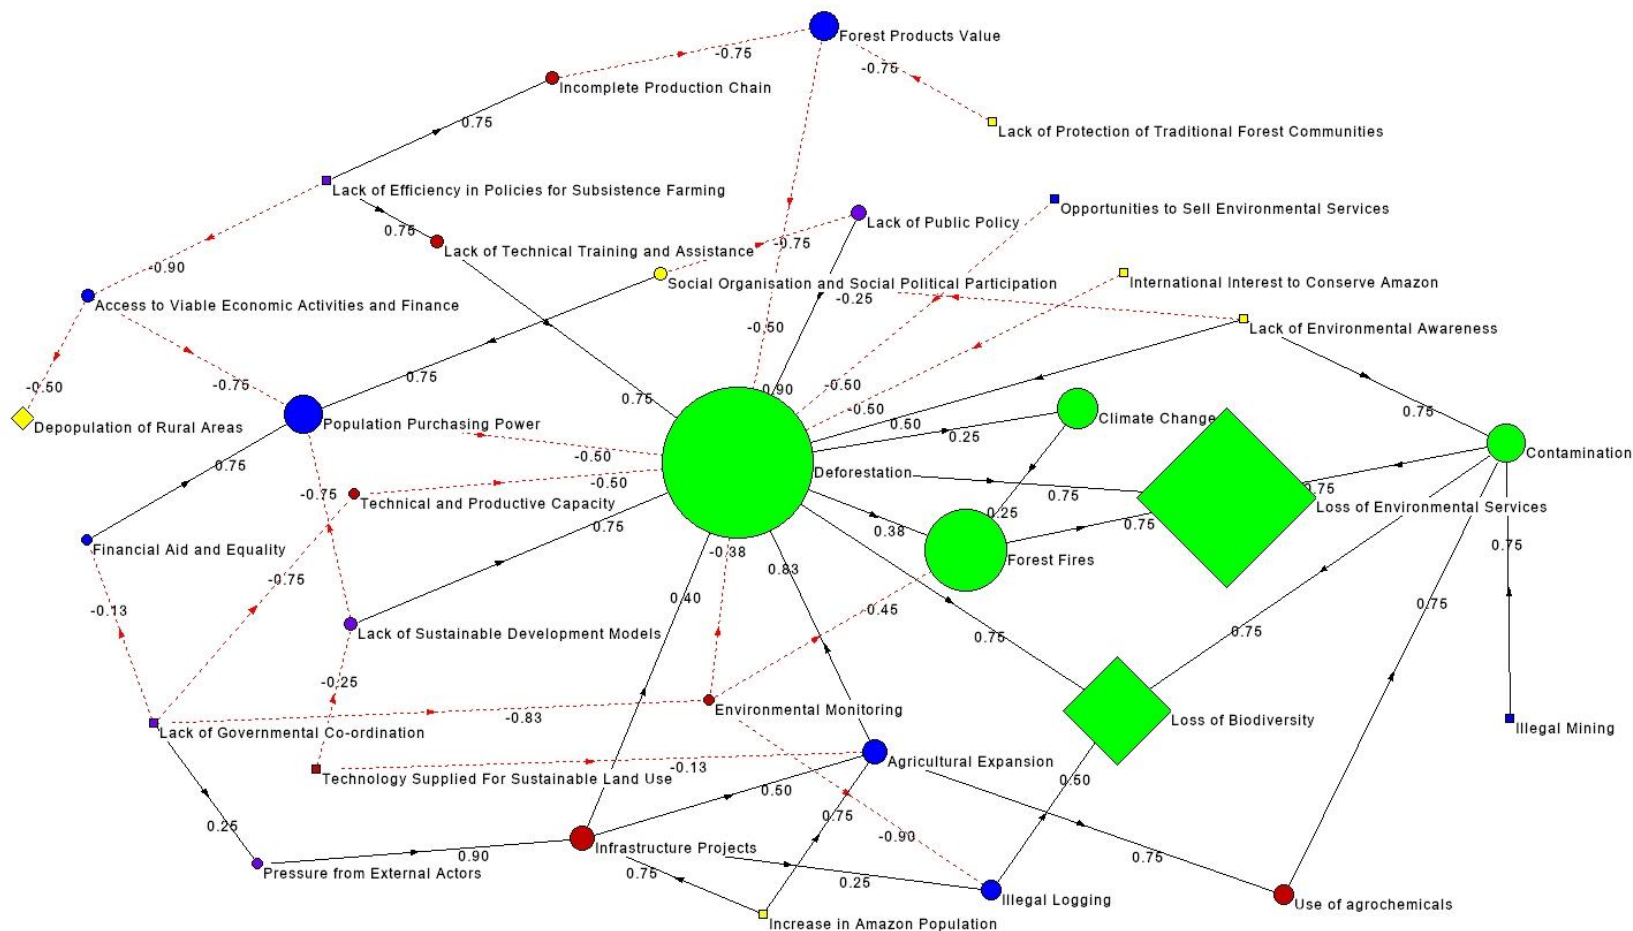 Forest Products Value
-0.75
-0.75
Incomplete Production Chain
0.75
Lack of Protection of Traditional Forest Communities
Lack of Efficiency in Policies for Subsistence Farming
Opportunities to Sell Environmental Services
Lack of Public Policy
0.75
-0.75
Lack of Technical Training and Assistance
-0.90
Social Organisation and Social Political Participation
International Interest to Conserve Amazon
-0.25
Access to Viable Economic Activities and Finance
-0.50
Lack of Environmental Awareness
0.75
-0.50
-0.75
0.90
-0.50
0.75
-0.50
0.75
Depopulation of Rural Areas
Population Purchasing Power
0.50
0.25
Climate Change
Contamination
-0.50
0.75
Deforestation
-0.50
0.75
0.75
-0.75
Technical and Productive Capacity
0.75
0.25
0.75
Loss of Environmental Services
0.38
Financial Aid and Equality
-0.38
0.75
Forest Fires
0.83
-0.75
-0.13
0.40
-0.45
0.75
Lack of Sustainable Development Models
0.75
0.75
-0.25
-0.83
Environmental Monitoring
Loss of Biodiversity
Lack of Governmental Co-ordination
Illegal Mining
Technology Supplied For Sustainable Land Use
-0.13
Agricultural Expansion
0.50
0.50
0.25
0.75
-0.90
Infrastructure Projects
0.90
0.75
Pressure from External Actors
0.75
0.25
Illegal Logging
Use of agrochemicals
Increase in Amazon Population